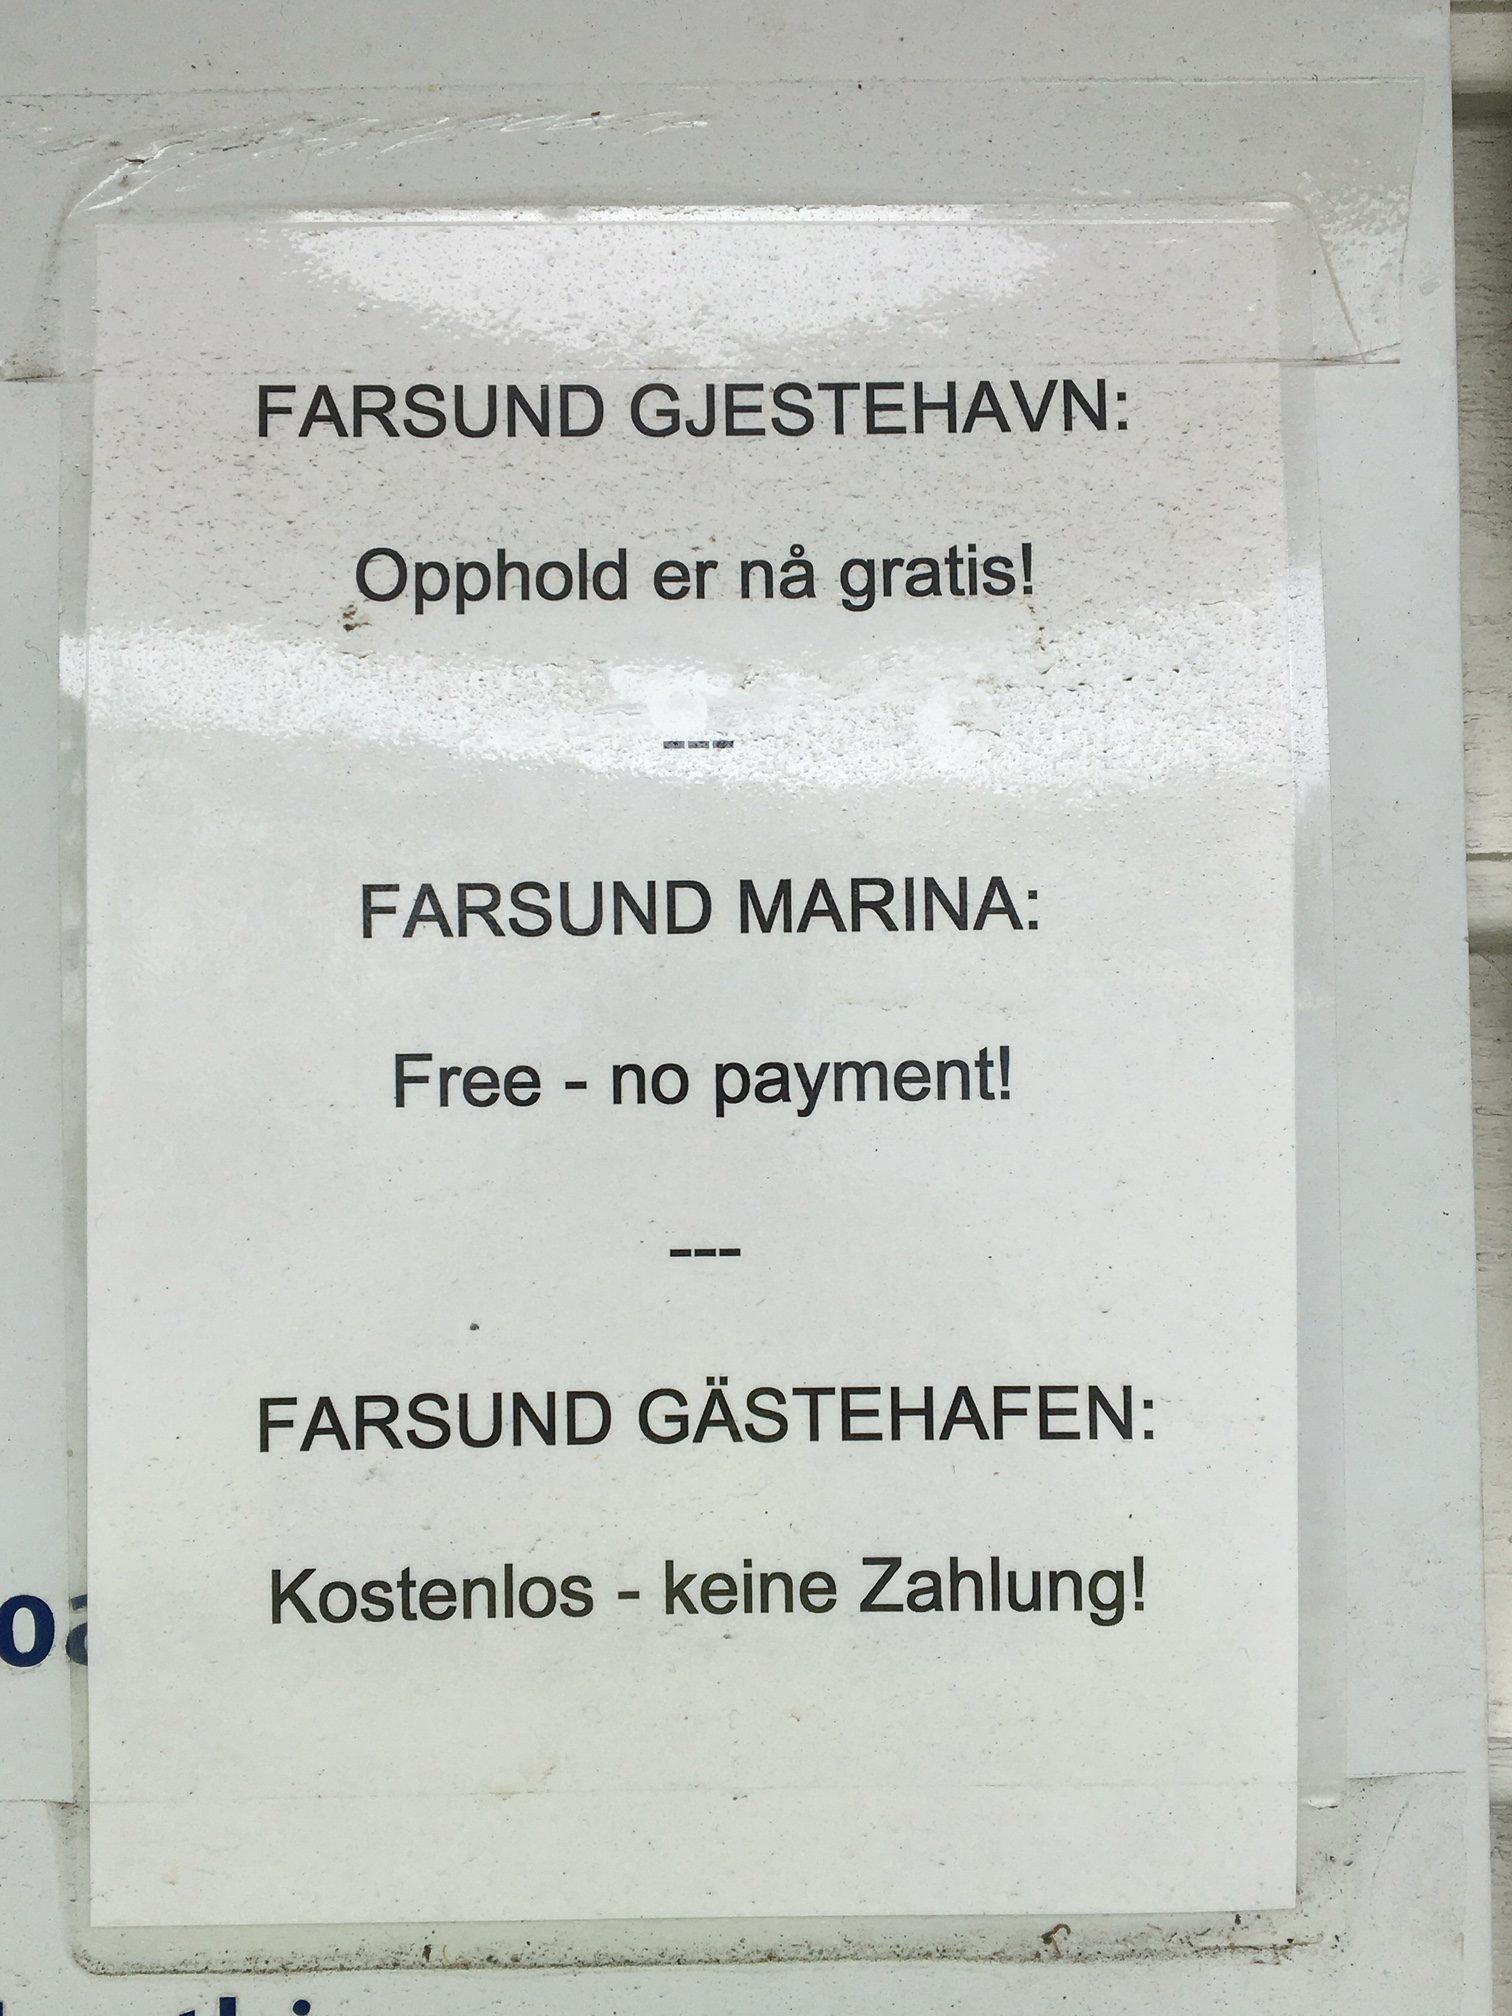 FARSUND GJESTEHAVN:
Opphold er nå gratis!
---
FARSUND MARINA:
Free - no payment!
---
FARSUND GÄSTEHAFEN:
Kostenlos - keine Zahlung!